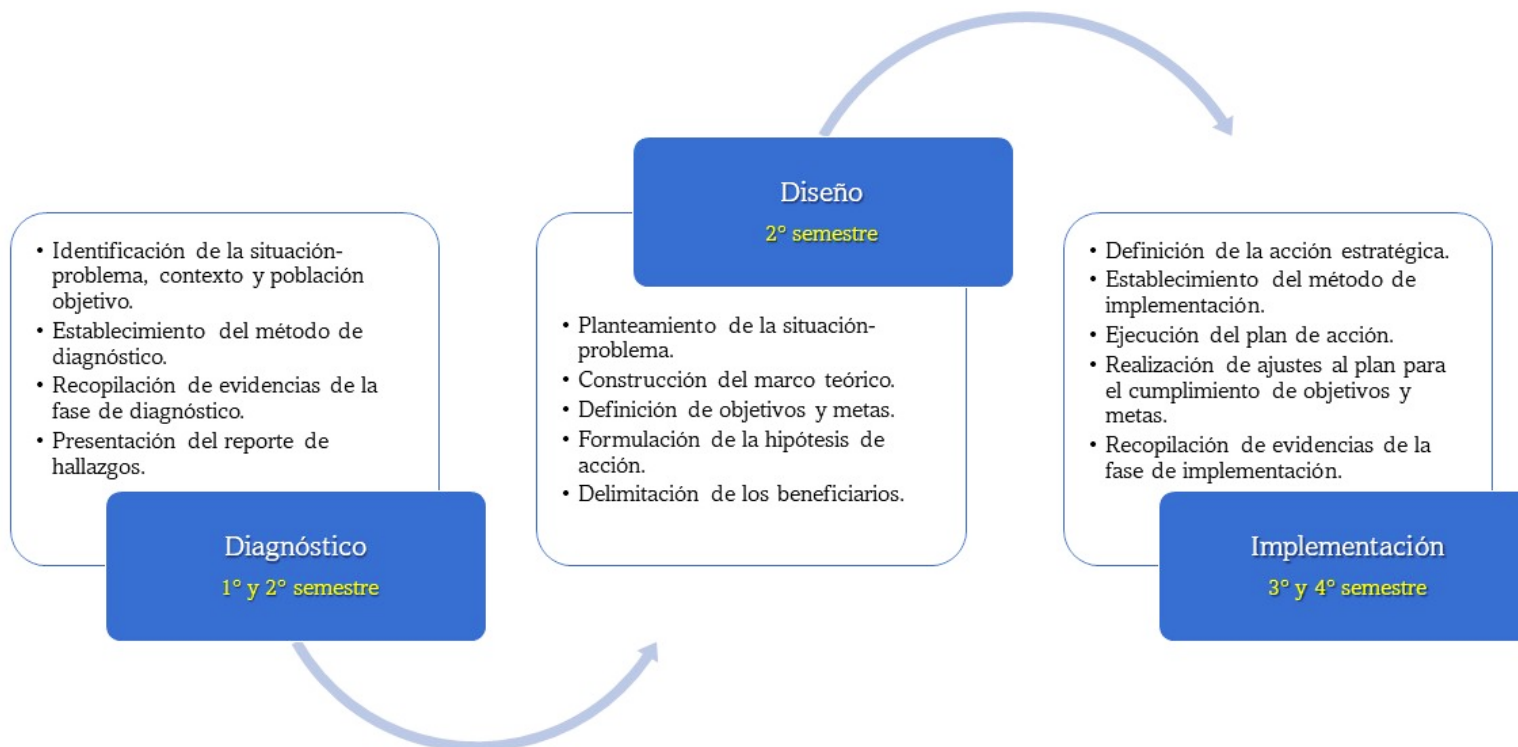 • Identificación de la situación-
problema, contexto y población
objetivo.
• Establecimiento del método de
diagnóstico.
• Recopilación de evidencias de la
fase de diagnóstico.
• Presentación del reporte de
hallazgos.
Diagnóstico
1° y 2° semestre
Diseño
2° semestre
• Planteamiento de la situación-
problema.
• Construcción del marco teórico.
• Definición de objetivos y metas.
• Formulación de la hipótesis de
acción.
• Delimitación de los beneficiarios.
• Definición de la acción estratégica.
• Establecimiento del método de
implementación.
• Ejecución del plan de acción.
• Realización de ajustes al plan para
el cumplimiento de objetivos y
metas.
• Recopilación de evidencias de la
fase de implementación.
Implementación
3° y 4° semestre